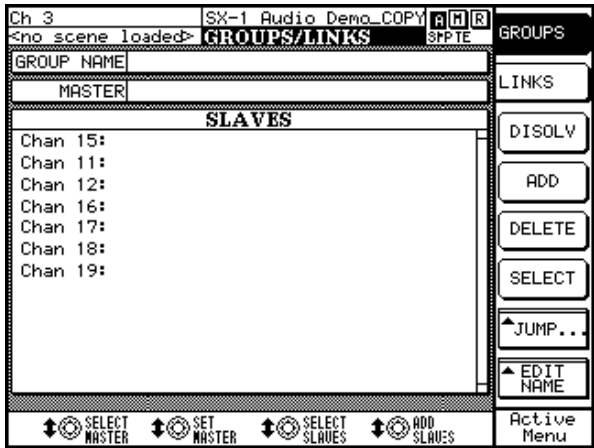 Ch 3 SX-1 Audio Demo_COPY A M R
<no scene loaded> GROUPS/LINKS SMPTE
GROUP NAME
MASTER
SLAVES
Chan 15:
Chan 11:
Chan 12:
Chan 16:
Chan 17:
Chan 18:
Chan 19:
SELECT MASTER
SET MASTER
SELECT SLAVES
ADD SLAVES
GROUPS
LINKS
DISOLV
ADD
DELETE
SELECT
JUMP...
EDIT
NAME
Active
Menu